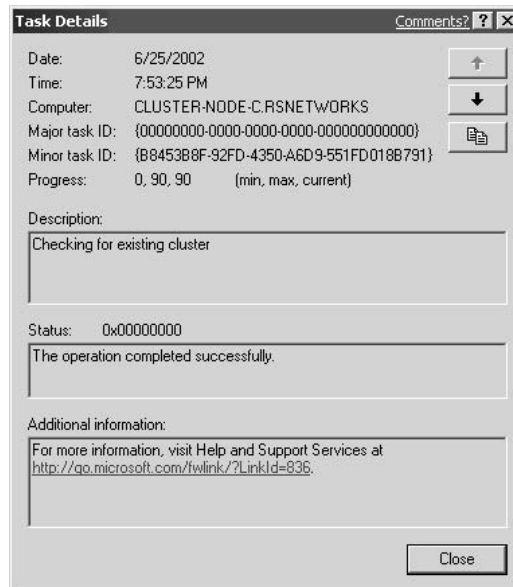 Task Details
Comments? ? X
Date: 6/25/2002
Time: 7:53:25 PM
Computer: CLUSTER-NODE-C.RSNETWORKS
Major task ID: {00000000-0000-0000-0000-000000000000}
Minor task ID: {B8453B8F-92FD-4350-A6D9-551FD018B791}
Progress: 0, 90, 90 (min, max, current)
Description:
Checking for existing cluster
Status: 0x00000000
The operation completed successfully.
Additional information:
For more information, visit Help and Support Services at
http://go.microsoft.com/fwlink/?LinkId=836.
Close